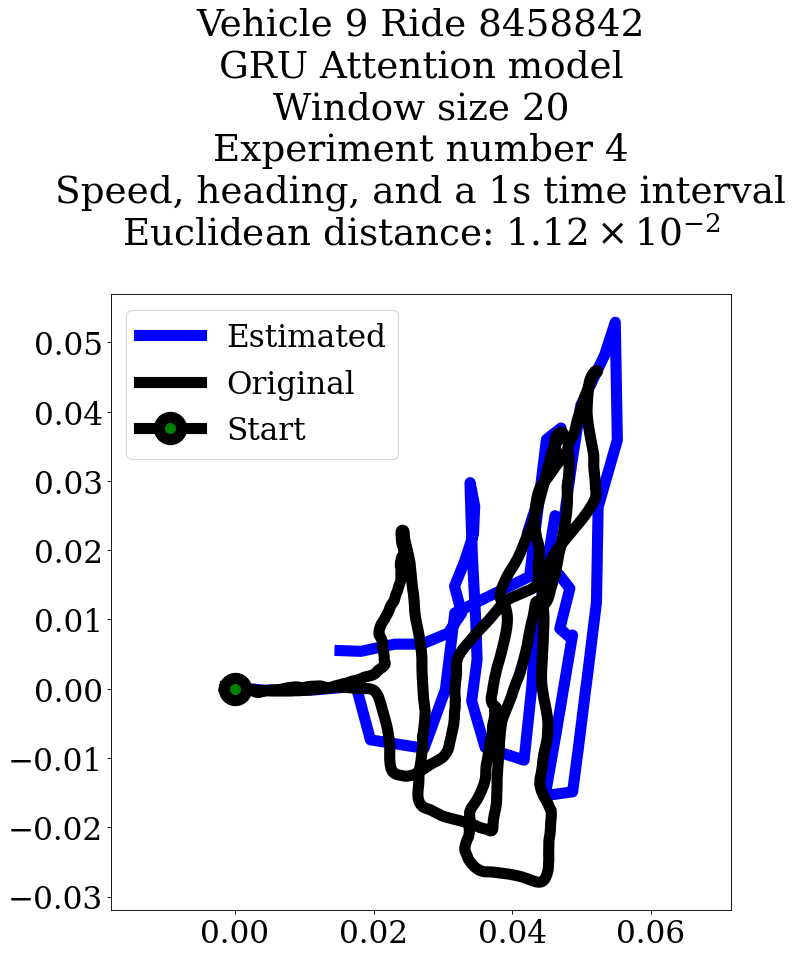 Vehicle 9 Ride 8458842
GRU Attention model
Window size 20
Experiment number 4
Speed, heading, and a 1s time interval
Euclidean distance: 1.12 × 10⁻²
Estimated
Original
Start
0.05
0.04
0.03
0.02
0.01
0.00
−0.01
−0.02
−0.03
0.00 0.02 0.04 0.06